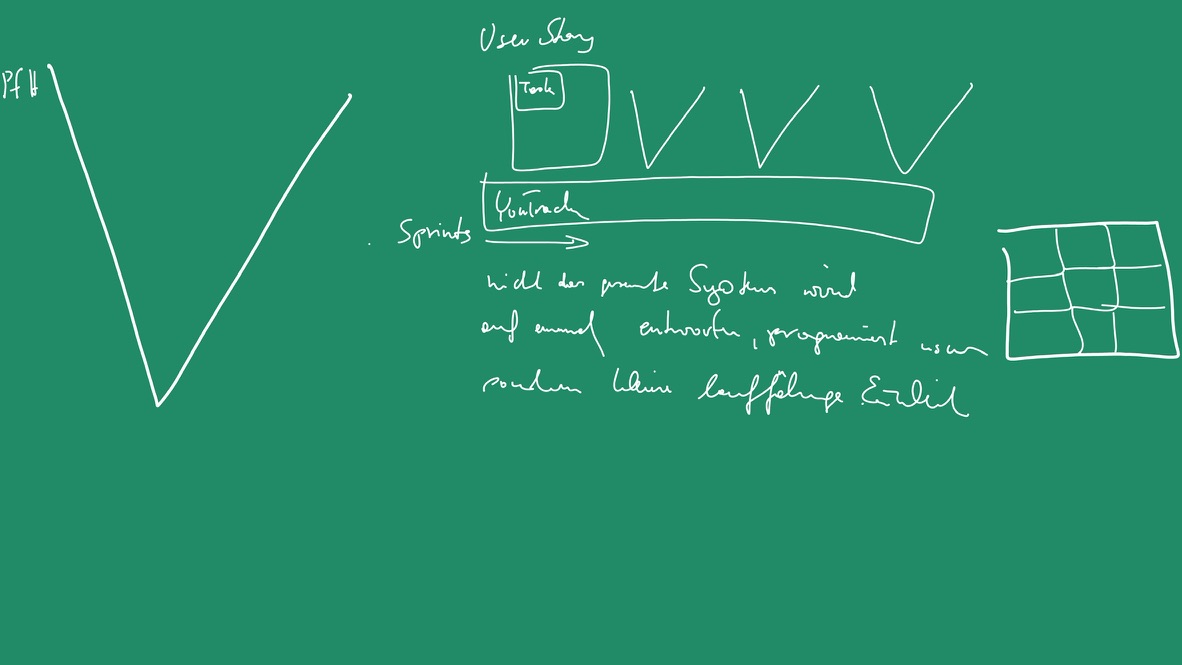 PfH
User Story
Task
YouTrack
Sprints
nicht das gesamte System wird
auf einmal entworfen, programmiert usw
sondern kleine lauffähige Einheit